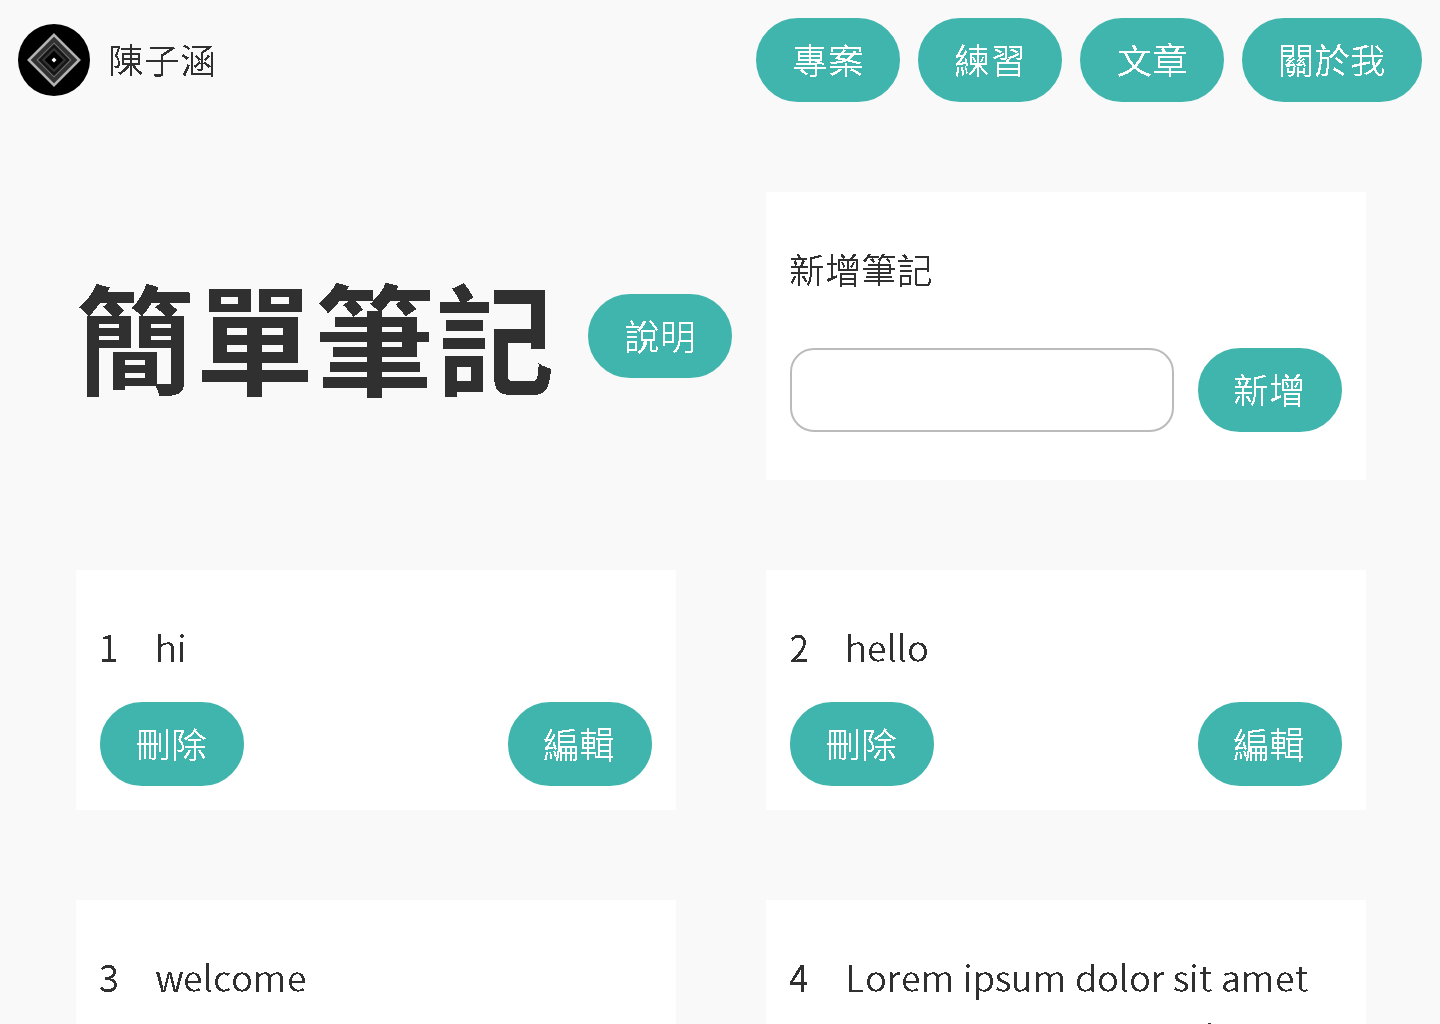 陳子涵
專案 練習 文章 關於我
簡單筆記 說明
新增筆記
新增
1 hi
刪除 編輯
2 hello
刪除 編輯
3 welcome
4 Lorem ipsum dolor sit amet